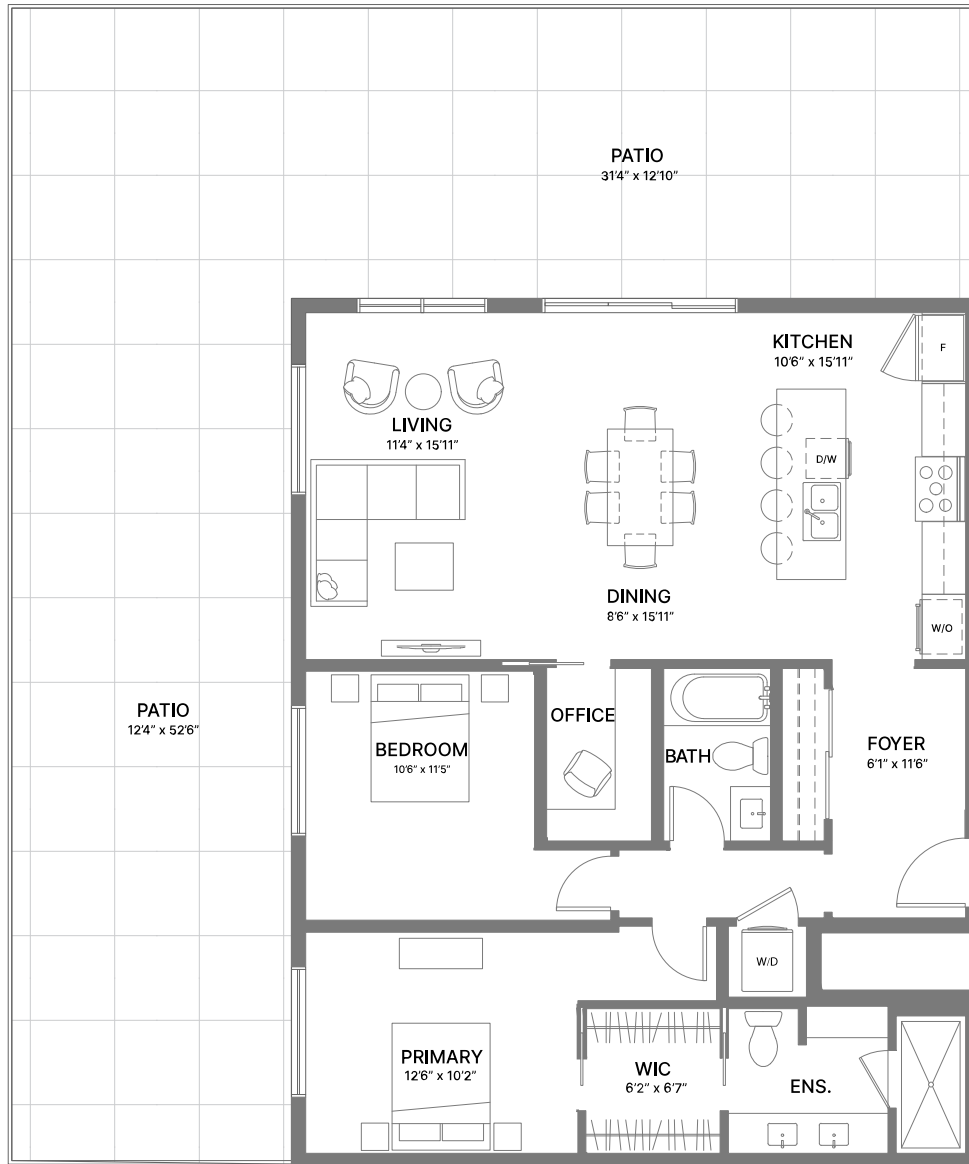 PATIO
31'4" x 12'10"
KITCHEN
10'6" x 15'11"
F
LIVING
11'4" x 15'11"
D/W
DINING
8'6" x 15'11"
W/O
PATIO
12'4" x 52'6"
OFFICE
BEDROOM
10'6" x 11'5"
BATH
FOYER
6'1" x 11'6"
W/D
PRIMARY
12'6" x 10'2"
WIC
6'2" x 6'7"
ENS.